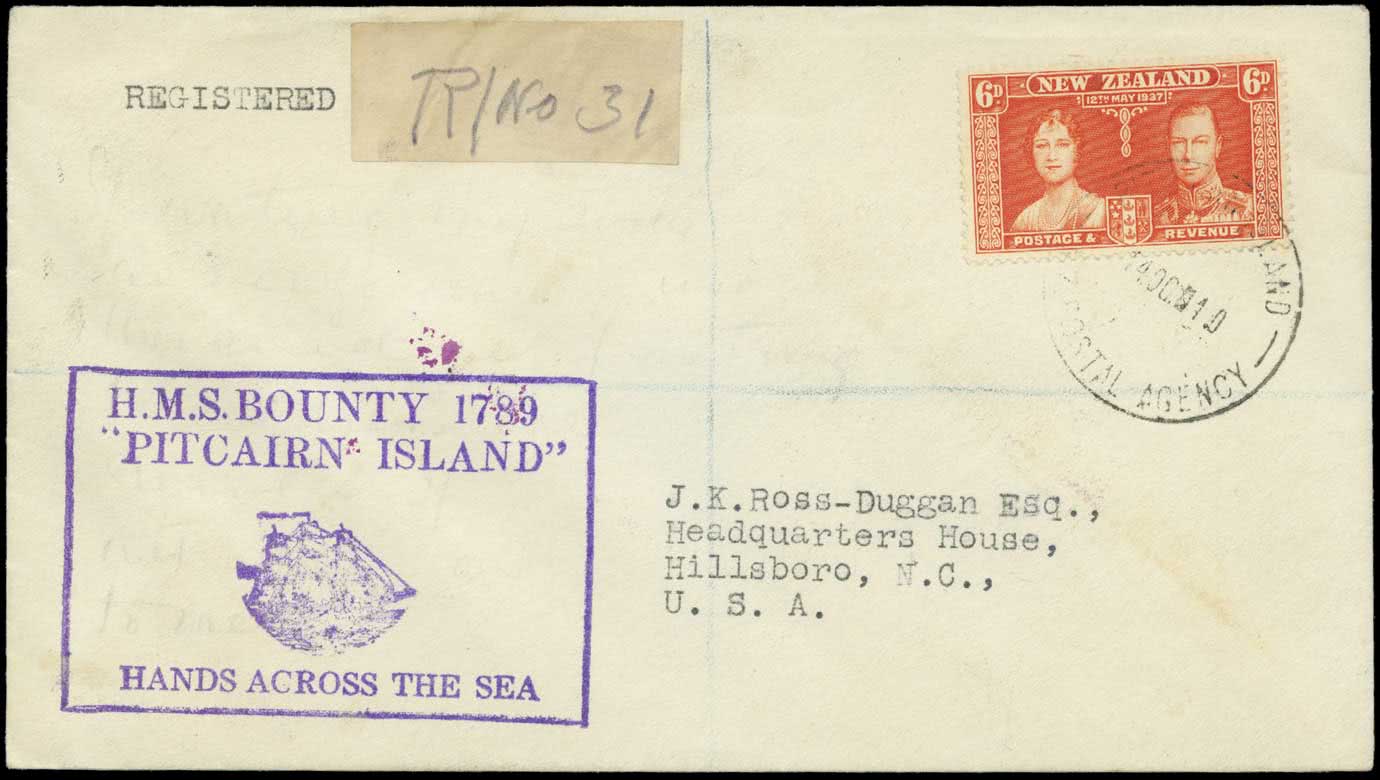 REGISTERED
R/No 31
6D NEW ZEALAND 6D
12TH MAY 1937
POSTAGE & REVENUE
ISLAND
POSTAL AGENCY —
H.M.S. BOUNTY 1789
"PITCAIRN ISLAND"
HANDS ACROSS THE SEA
J.K.Ross-Duggan Esq.,
Headquarters House,
Hillsboro, N.C.,
U. S. A.